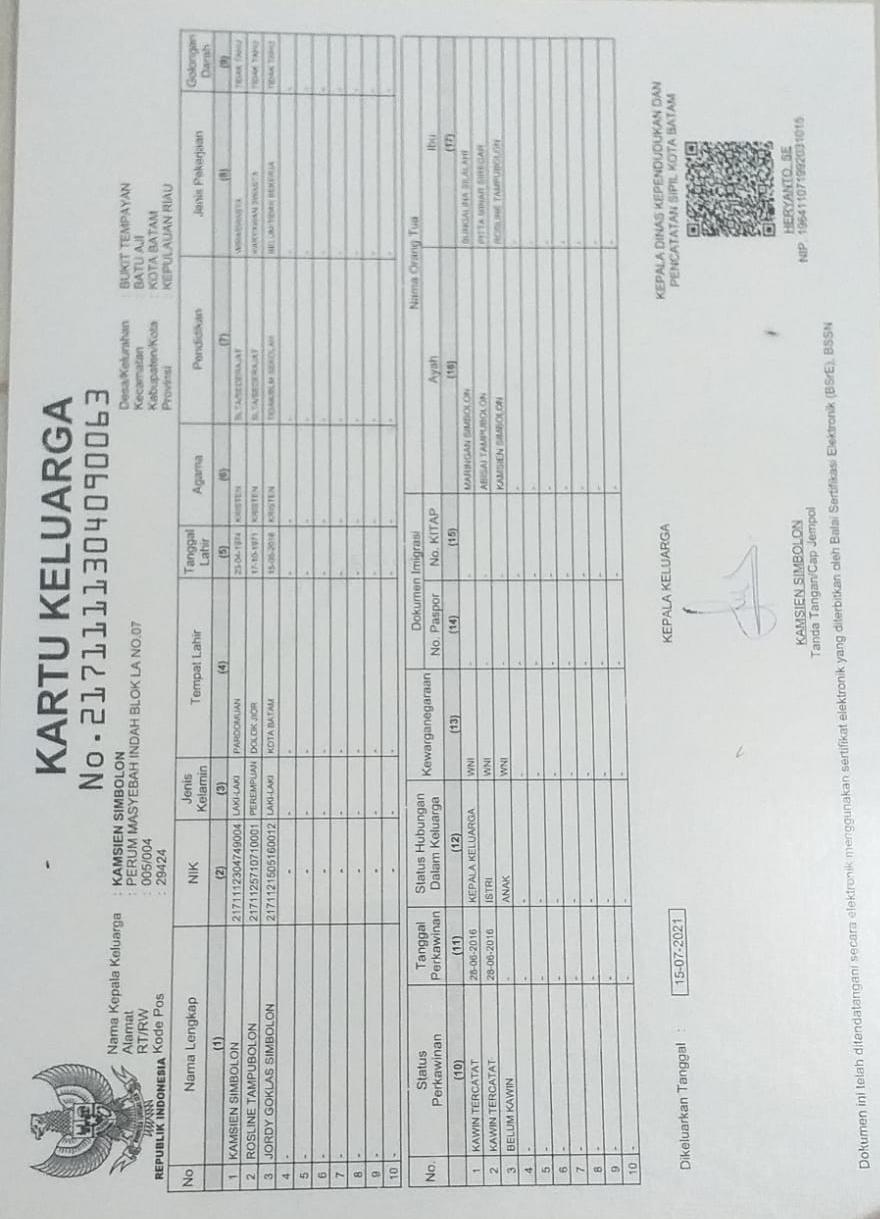 KARTU KELUARGA
No. 2171111304090063
REPUBLIK INDONESIA
Nama Kepala Keluarga : KAMSIEN SIMBOLON
Alamat : PERUM MASYEBAH INDAH BLOK LA NO.07
RT/RW : 005/004
Kode Pos : 29424
Desa/Kelurahan : BUKIT TEMPAYAN
Kecamatan : BATU AJI
Kabupaten/Kota : KOTA BATAM
Provinsi : KEPULAUAN RIAU
No Nama Lengkap NIK Jenis Kelamin Tempat Lahir Tanggal Lahir Agama Pendidikan Jenis Pekerjaan Golongan Darah
(1) (2) (3) (4) (5) (6) (7) (8) (9)
1 KAMSIEN SIMBOLON 2171112304749004 LAKI-LAKI PARDOMUAN 23-04-1974 KRISTEN SLTA/SEDERAJAT WIRASWASTA TIDAK TAHU
2 ROSLINE TAMPUBOLON 2171125710710001 PEREMPUAN DOLOK JIOR 17-10-1971 KRISTEN SLTA/SEDERAJAT KARYAWAN SWASTA TIDAK TAHU
3 JORDY GOKLAS SIMBOLON 2171121505160012 LAKI-LAKI KOTA BATAM 15-05-2016 KRISTEN TIDAK/BLM SEKOLAH BELUM/TIDAK BEKERJA TIDAK TAHU
4 - - - - - - - - -
5 - - - - - - - - -
6 - - - - - - - - -
7 - - - - - - - - -
8 - - - - - - - - -
9 - - - - - - - - -
10 - - - - - - - - -
No. Status Perkawinan Tanggal Perkawinan Status Hubungan Dalam Keluarga Kewarganegaraan Dokumen Imigrasi Nama Orang Tua
No. Paspor No. KITAP Ayah Ibu
(10) (11) (12) (13) (14) (15) (16) (17)
1 KAWIN TERCATAT 28-06-2016 KEPALA KELUARGA WNI - - MARINGAN SIMBOLON SILALAHI
2 KAWIN TERCATAT 28-06-2016 ISTRI WNI - - ABISAI TAMPUBOLON PITTA MINAR SIREGAR
3 BELUM KAWIN - ANAK WNI - - KAMSIEN SIMBOLON ROSLINE TAMPUBOLON
4 - - - - - - - -
5 - - - - - - - -
6 - - - - - - - -
7 - - - - - - - -
8 - - - - - - - -
9 - - - - - - - -
10 - - - - - - - -
Dikeluarkan Tanggal : 15-07-2021
KEPALA KELUARGA
KAMSIEN SIMBOLON
Tanda Tangan/Cap Jempol
KEPALA DINAS KEPENDUDUKAN DAN
PENCATATAN SIPIL KOTA BATAM
HERYANTO, SE
NIP. 196411071992031015
Dokumen ini telah ditendatangani secara elektronik menggunakan sertifikat elektronik yang diterbitkan oleh Balai Sertifikasi Elektronik (BSrE), BSSN